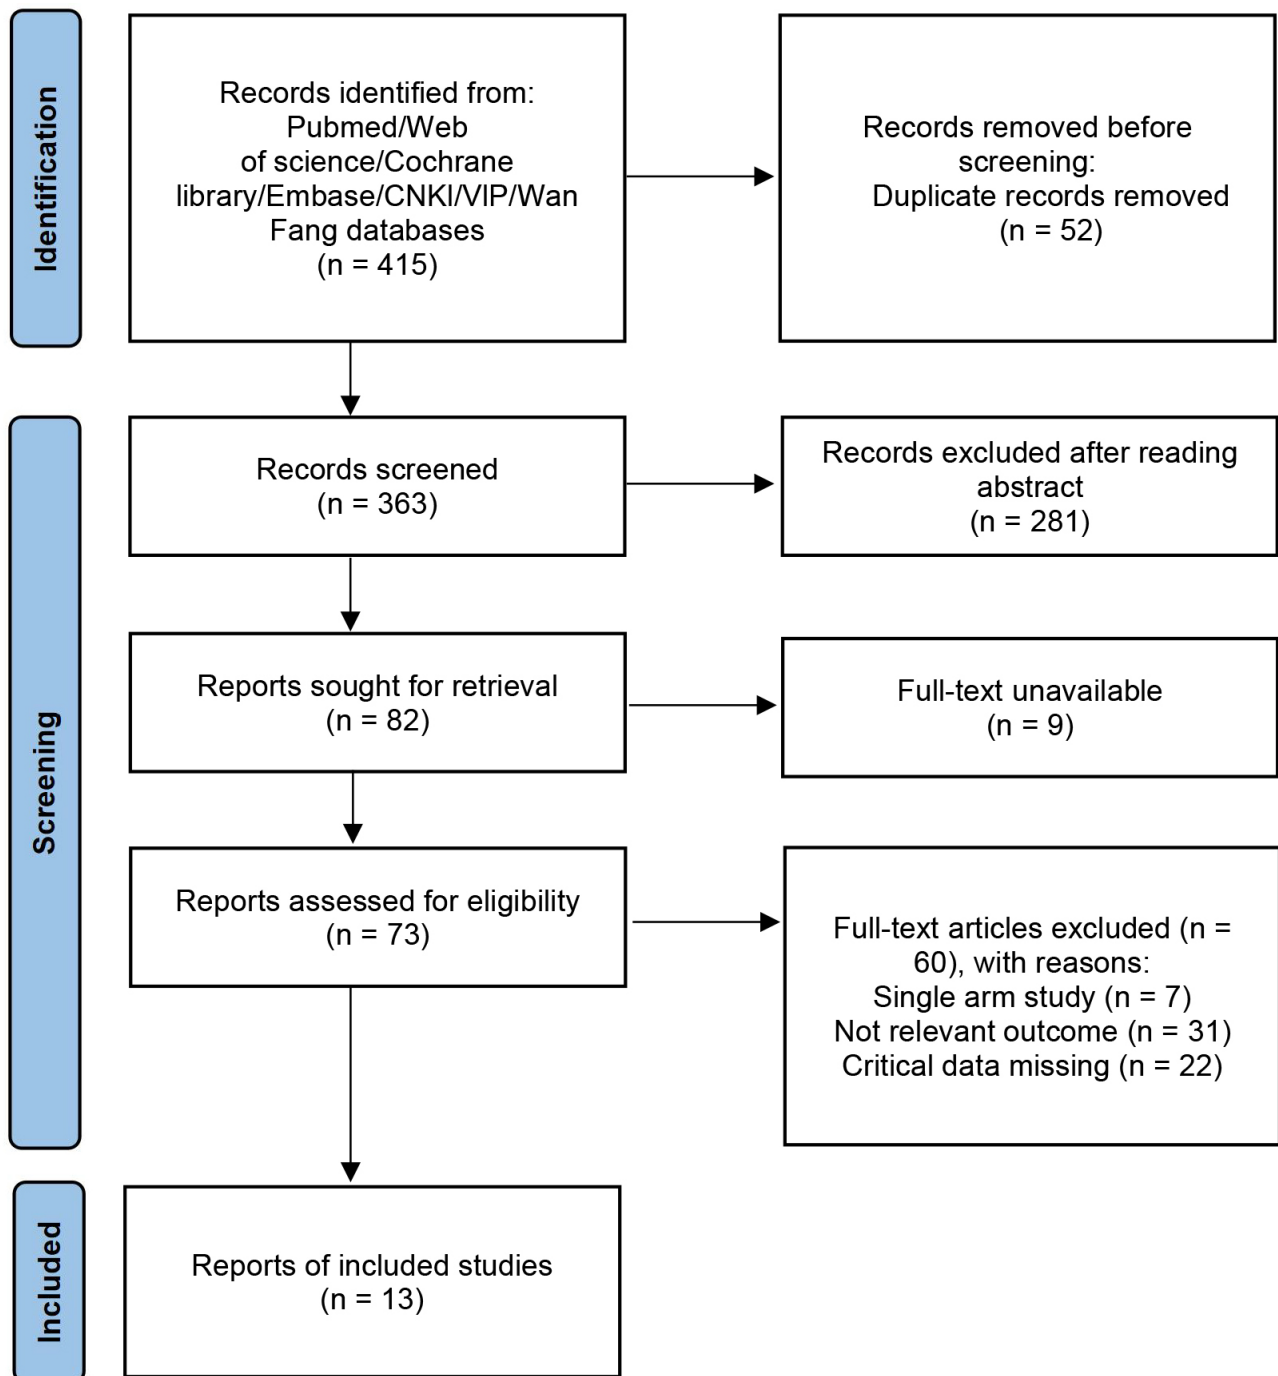 Identification
Records identified from:
Pubmed/Web
of science/Cochrane
library/Embase/CNKI/VIP/Wan
Fang databases
(n = 415)
Records removed before
screening:
Duplicate records removed
(n = 52)
Screening
Records screened
(n = 363)
Records excluded after reading
abstract
(n = 281)
Reports sought for retrieval
(n = 82)
Full-text unavailable
(n = 9)
Reports assessed for eligibility
(n = 73)
Full-text articles excluded (n =
60), with reasons:
Single arm study (n = 7)
Not relevant outcome (n = 31)
Critical data missing (n = 22)
Included
Reports of included studies
(n = 13)